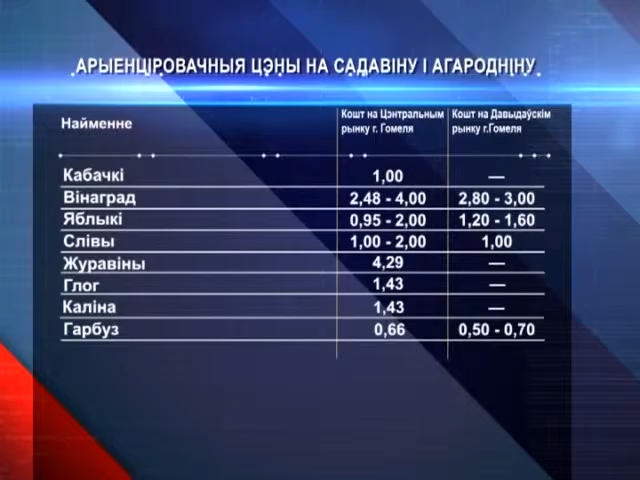 АРЫЕНЦІРОВАЧНЫЯ ЦЭНЫ НА САДАВІНУ І АГАРОДНІНУ
Найменне Кошт на Цэнтральным Кошт на Давыдаўскім
рынку г. Гомеля рынку г.Гомеля
Кабачкі 1,00 —
Вінаград 2,48 - 4,00 2,80 - 3,00
Яблыкі 0,95 - 2,00 1,20 - 1,60
Слівы 1,00 - 2,00 1,00
Журавіны 4,29 —
Глог 1,43 —
Каліна 1,43 —
Гарбуз 0,66 0,50 - 0,70